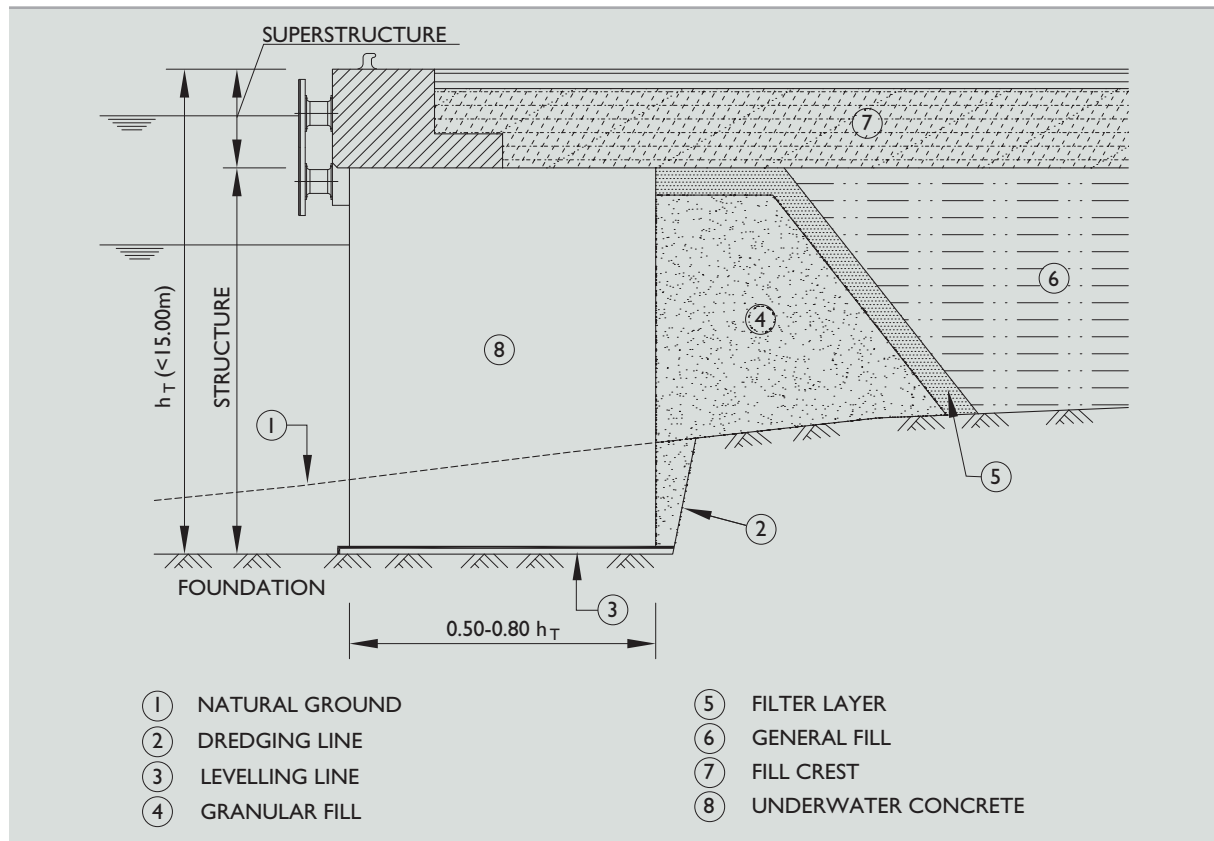 SUPERSTRUCTURE
7
6
4
8
h T (<15.00m)
STRUCTURE
1
5
2
FOUNDATION
3
0.50-0.80 h T
1 NATURAL GROUND
2 DREDGING LINE
3 LEVELLING LINE
4 GRANULAR FILL
5 FILTER LAYER
6 GENERAL FILL
7 FILL CREST
8 UNDERWATER CONCRETE